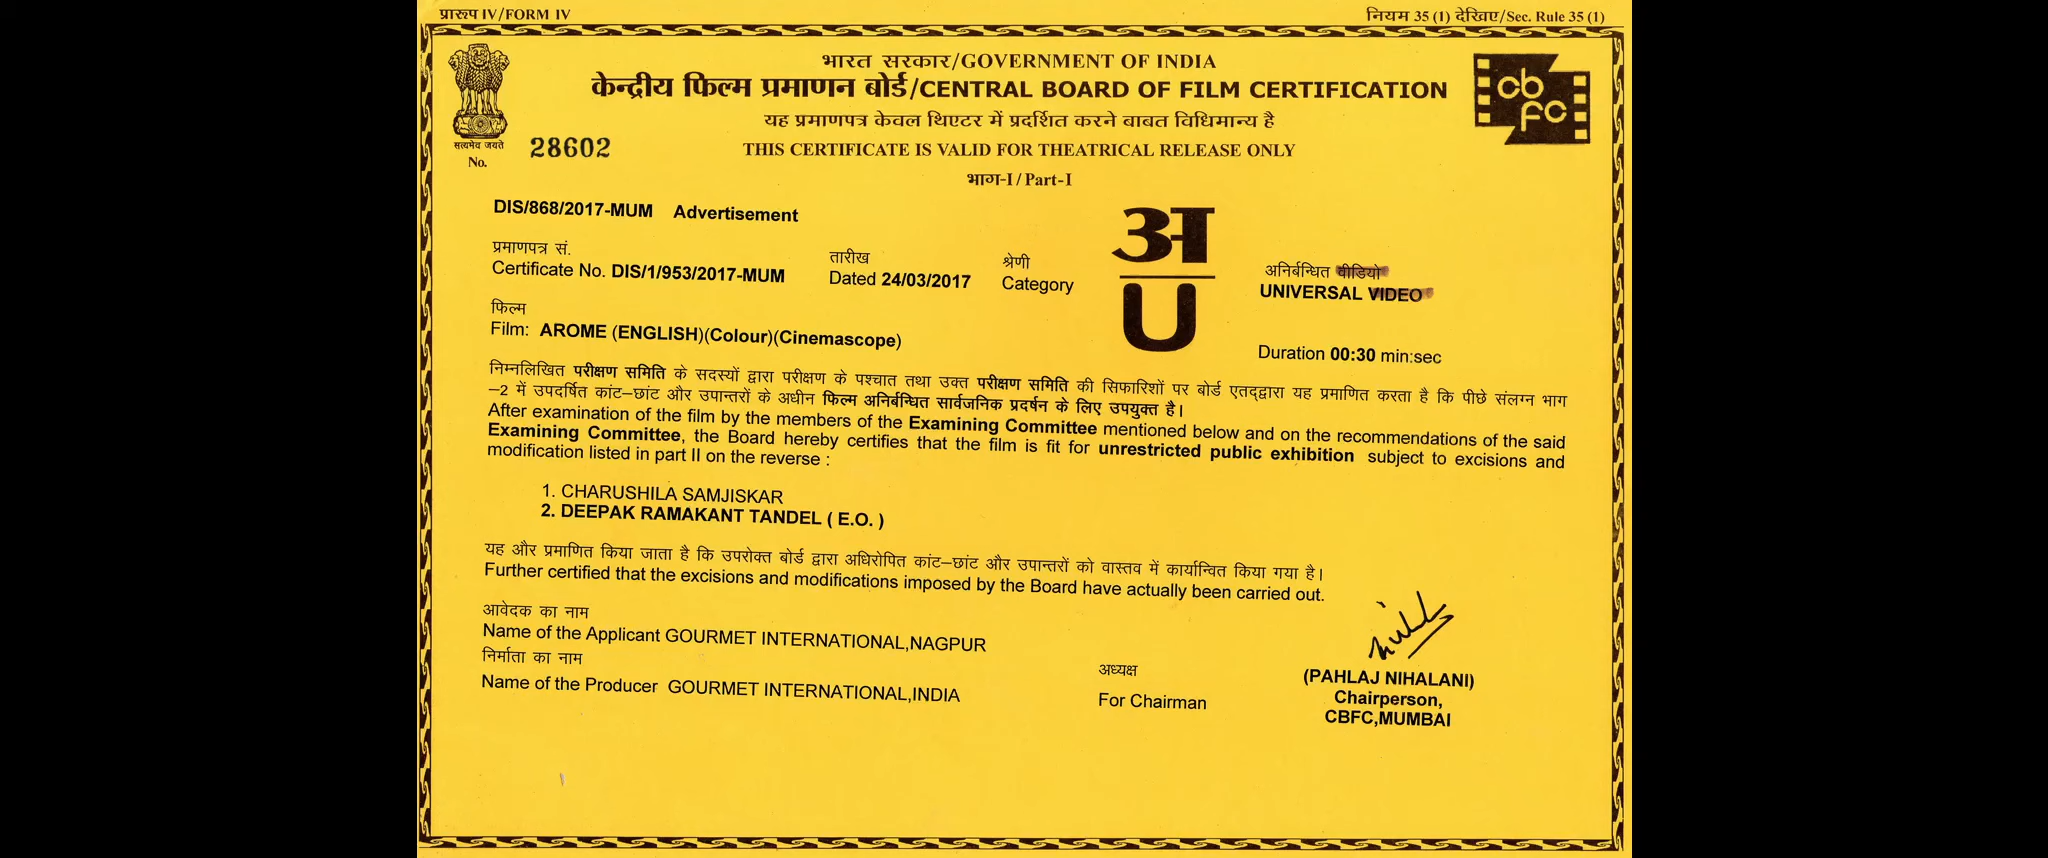 प्रारूप IV/FORM IV
नियम 35 (1) देखिए/Sec. Rule 35 (1)
भारत सरकार/GOVERNMENT OF INDIA
केन्द्रीय फिल्म प्रमाणन बोर्ड/CENTRAL BOARD OF FILM CERTIFICATION
cb
fc
यह प्रमाणपत्र केवल थिएटर में प्रदर्शित करने बाबत विधिमान्य है
सत्यमेव जयते
No. 28602
THIS CERTIFICATE IS VALID FOR THEATRICAL RELEASE ONLY
भाग-I / Part-I
DIS/868/2017-MUM Advertisement
प्रमाणपत्र सं.
Certificate No. DIS/1/953/2017-MUM
तारीख
Dated 24/03/2017
श्रेणी
Category
अ
U
अनिर्बन्धित वीडियो
UNIVERSAL VIDEO
फिल्म
Film: AROME (ENGLISH)(Colour)(Cinemascope)
Duration 00:30 min:sec
निम्नलिखित परीक्षण समिति के सदस्यों द्वारा परीक्षण के पश्चात तथा उक्त परीक्षण समिति की सिफारिशों पर बोर्ड एतद्द्वारा यह प्रमाणित करता है कि पीछे संलग्न भाग
–2 में उपदर्षित कांट–छांट और उपान्तरों के अधीन फिल्म अनिर्बन्धित सार्वजनिक प्रदर्षन के लिए उपयुक्त है।
After examination of the film by the members of the Examining Committee mentioned below and on the recommendations of the said
Examining Committee, the Board hereby certifies that the film is fit for unrestricted public exhibition subject to excisions and
modification listed in part II on the reverse :
1. CHARUSHILA SAMJISKAR
2. DEEPAK RAMAKANT TANDEL ( E.O. )
यह और प्रमाणित किया जाता है कि उपरोक्त बोर्ड द्वारा अधिरोपित कांट–छांट और उपान्तरों को वास्तव में कार्यान्वित किया गया है।
Further certified that the excisions and modifications imposed by the Board have actually been carried out.
आवेदक का नाम
Name of the Applicant GOURMET INTERNATIONAL,NAGPUR
निर्माता का नाम
Name of the Producer GOURMET INTERNATIONAL,INDIA
अध्यक्ष
For Chairman
(PAHLAJ NIHALANI)
Chairperson,
CBFC,MUMBAI